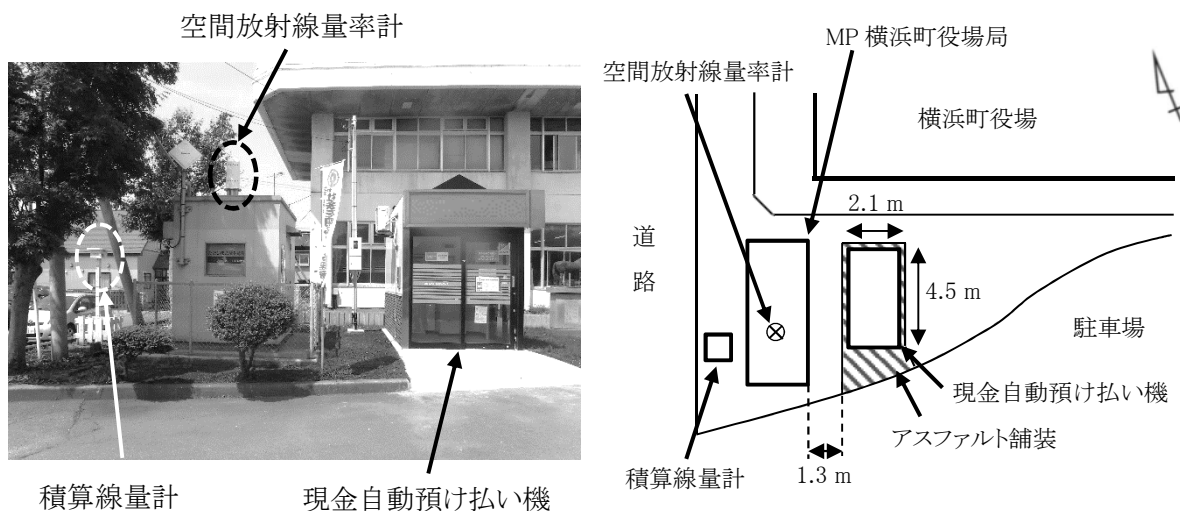 空間放射線量率計
積算線量計
現金自動預け払い機
MP 横浜町役場局
空間放射線量率計
横浜町役場
2.1 m
道
路
4.5 m
駐車場
現金自動預け払い機
アスファルト舗装
積算線量計
1.3 m